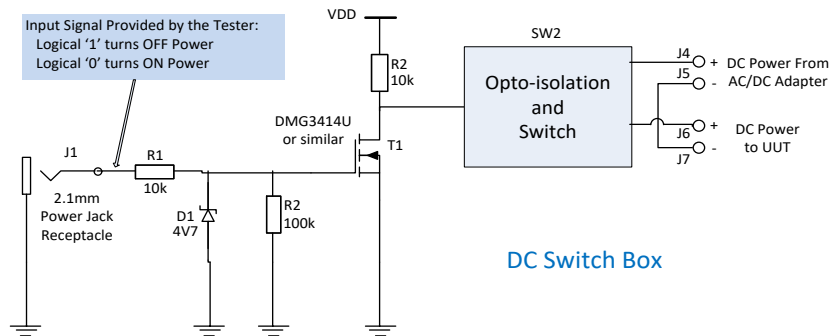 Input Signal Provided by the Tester:
Logical ‘1’ turns OFF Power
Logical ‘0’ turns ON Power
VDD
SW2
R2
10k
Opto-isolation
and
Switch
J4
+
DC Power From
AC/DC Adapter
J5
-
+
DC Power
to UUT
J6
J7
-
DMG3414U
or similar
T1
J1
R1
10k
2.1mm
Power Jack
Receptacle
D1
4V7
R2
100k
DC Switch Box